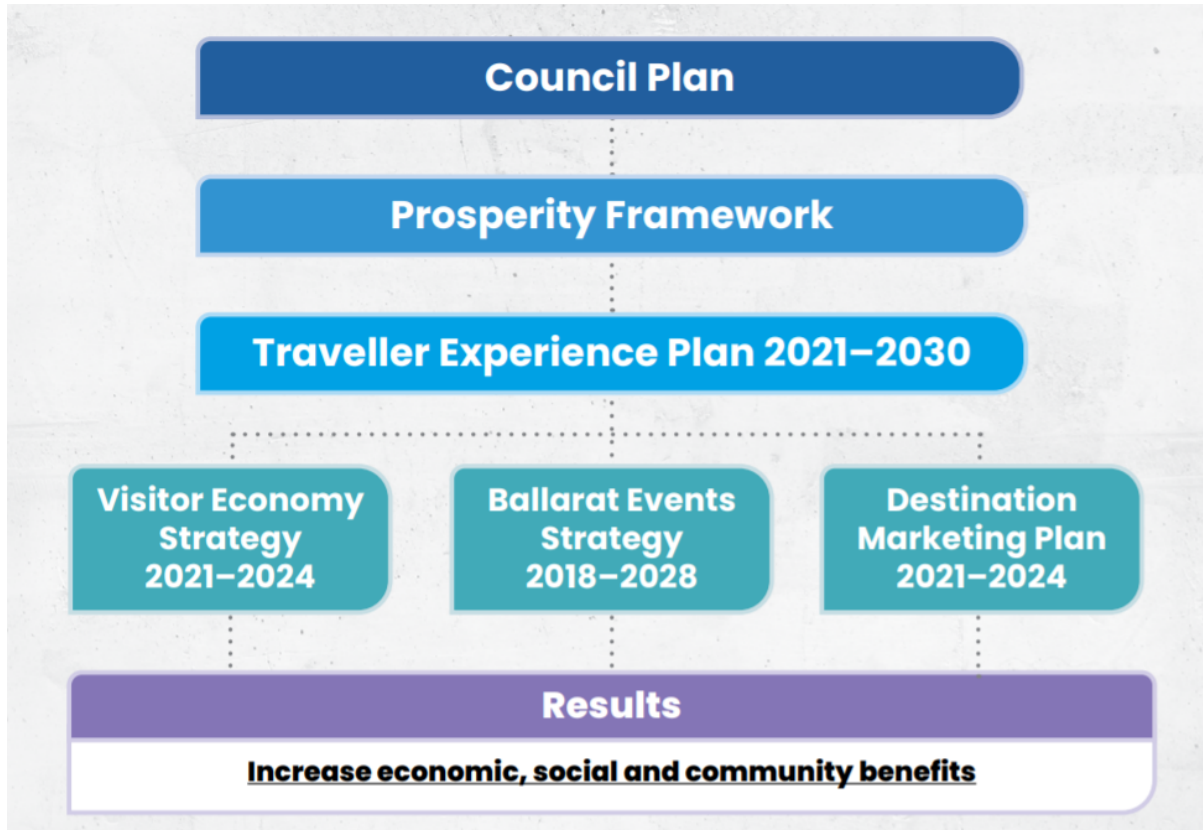 Council Plan
Prosperity Framework
Traveller Experience Plan 2021–2030
Visitor Economy
Strategy
2021–2024
Ballarat Events
Strategy
2018–2028
Destination
Marketing Plan
2021–2024
Results
Increase economic, social and community benefits